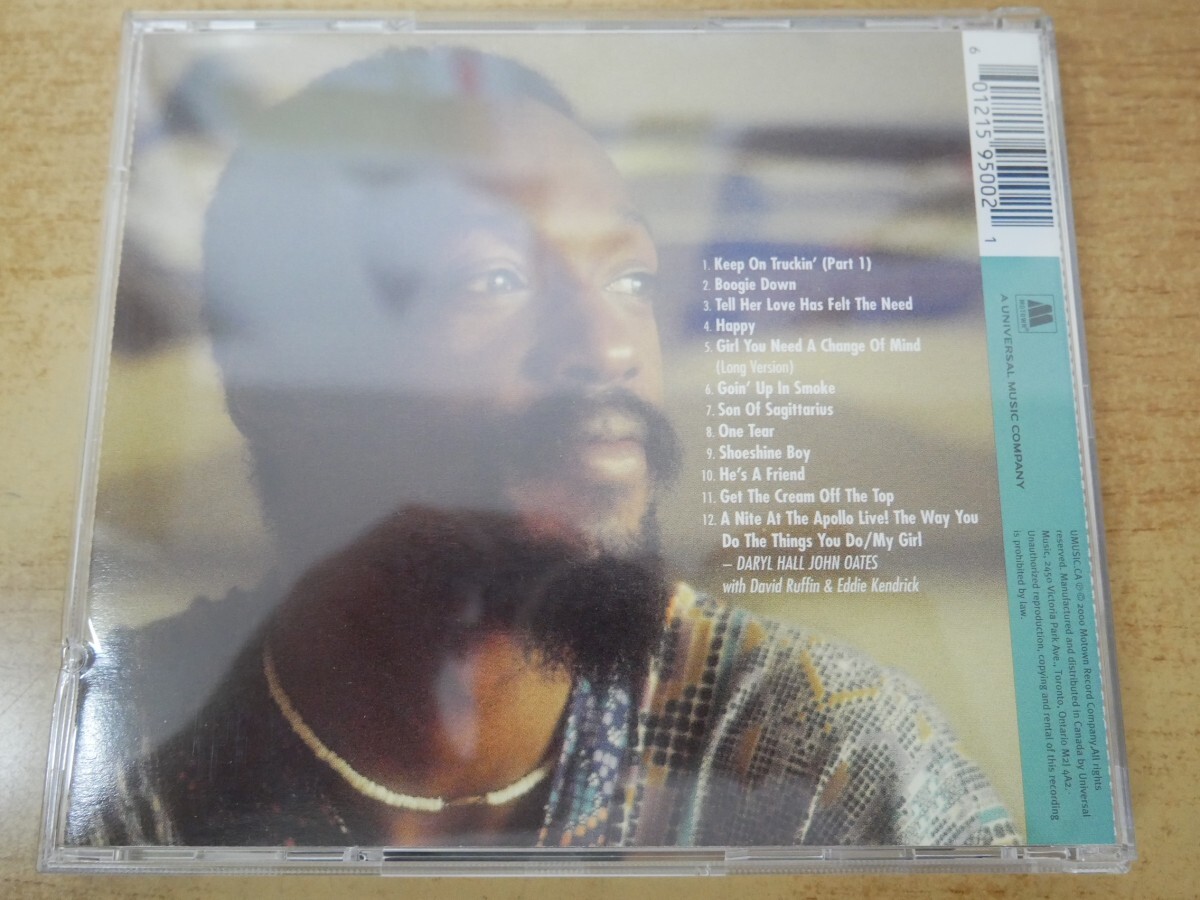 1. Keep On Truckin' (Part 1)
2. Boogie Down
3. Tell Her Love Has Felt The Need
4. Happy
5. Girl You Need A Change Of Mind
(Long Version)
6. Goin' Up In Smoke
7. Son Of Sagittarius
8. One Tear
9. Shoeshine Boy
10. He's A Friend
11. Get The Cream Off The Top
12. A Nite At The Apollo Live! The Way You
Do The Things You Do/My Girl
– DARYL HALL JOHN OATES
with David Ruffin & Eddie Kendrick
6 01215 95002 1
M
MOTOWN
A UNIVERSAL MUSIC COMPANY
UMUSIC.CA ℗© 2000 Motown Record Company.All rights
reserved. Manufactured and distributed in Canada by Universal
Music, 2450 Victoria Park Ave., Toronto, Ontario M2J 4A2.
Unauthorized reproduction, copying and rental of this recording
is prohibited by law.